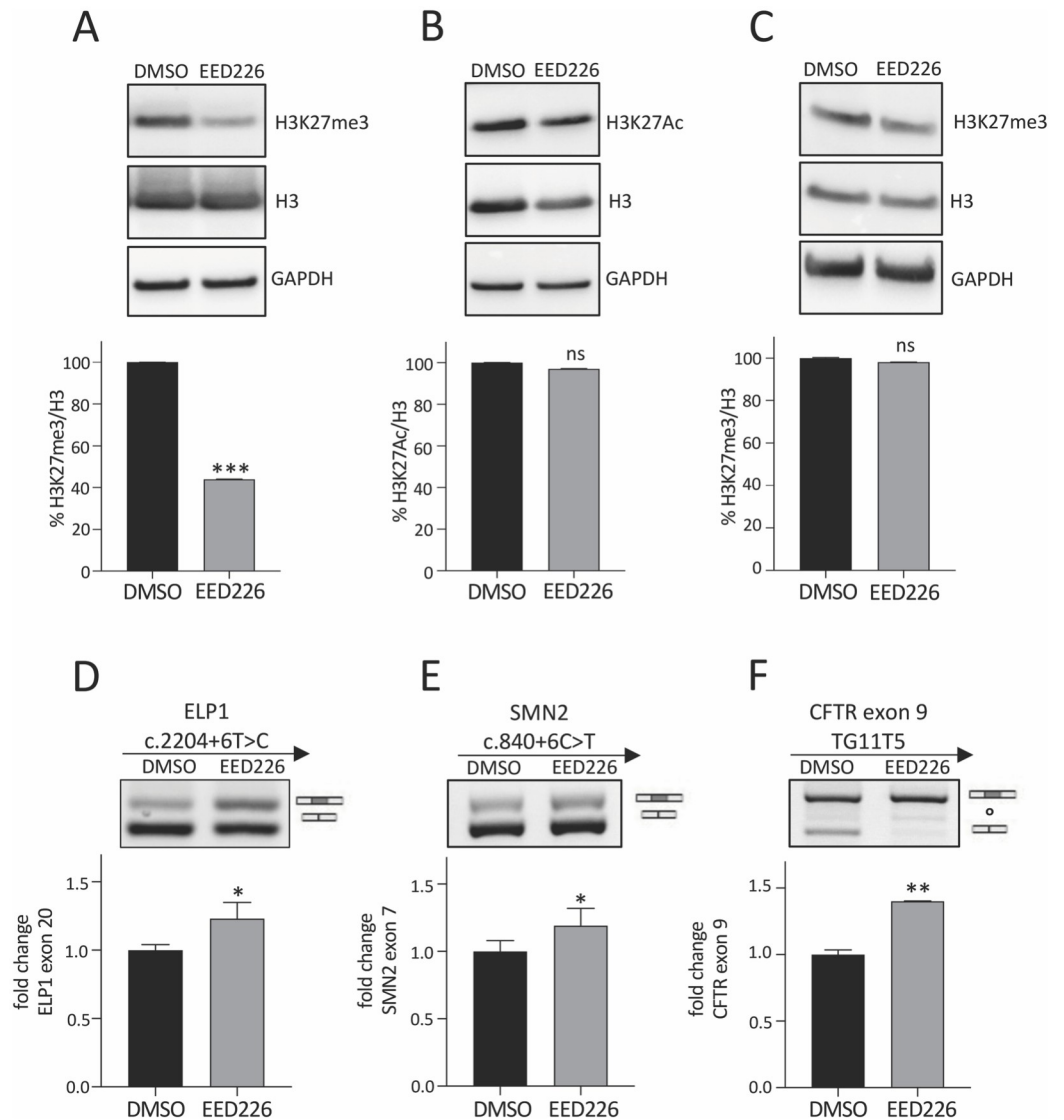 A
DMSO EED226
H3K27me3
H3
GAPDH
% H3K27me3/H3
100
80
60
40
20
0
***
DMSO EED226
B
DMSO EED226
H3K27Ac
H3
GAPDH
% H3K27Ac/H3
100
80
60
40
20
0
ns
DMSO EED226
C
DMSO EED226
H3K27me3
H3
GAPDH
% H3K27me3/H3
100
80
60
40
20
0
ns
DMSO EED226
D
ELP1
c.2204+6T>C
DMSO EED226
fold change
ELP1 exon 20
1.5
1.0
0.5
0.0
*
DMSO EED226
E
SMN2
c.840+6C>T
DMSO EED226
fold change
SMN2 exon 7
1.5
1.0
0.5
0.0
*
DMSO EED226
F
CFTR exon 9
TG11T5
DMSO EED226
fold change
CFTR exon 9
1.5
1.0
0.5
0.0
**
DMSO EED226